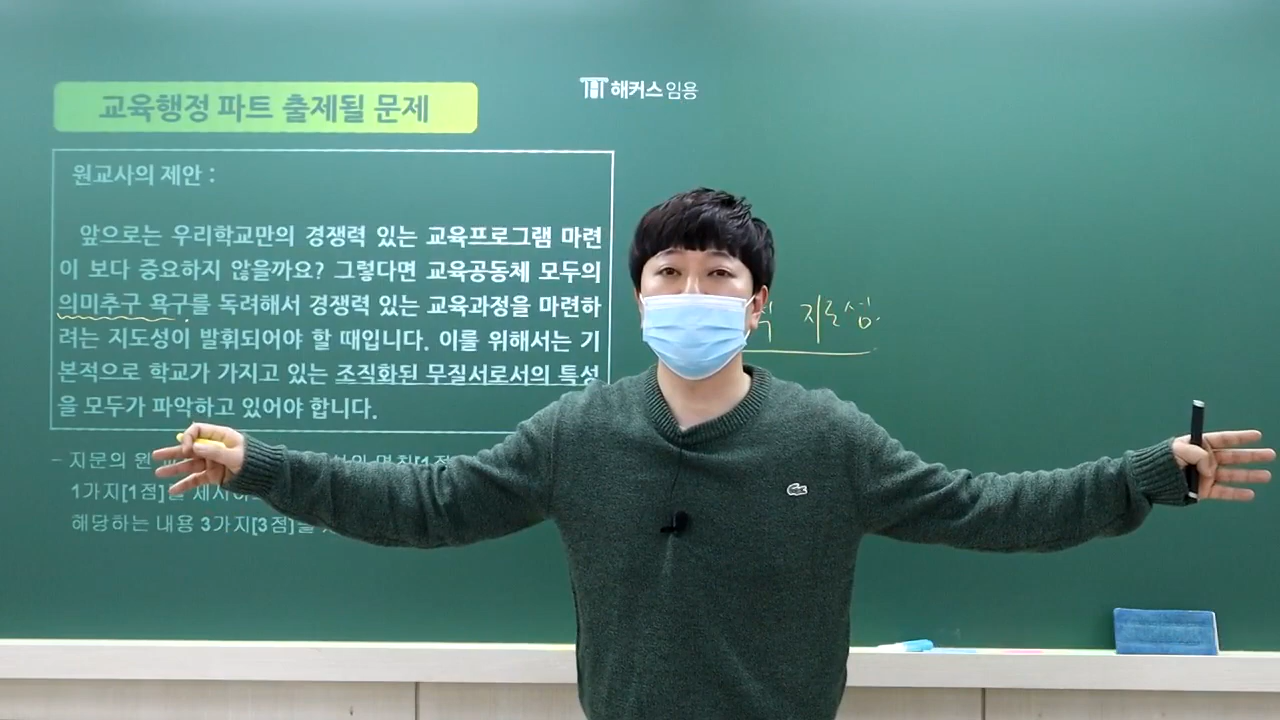 해커스 임용
교육행정 파트 출제될 문제
원교사의 제안 :
앞으로는 우리학교만의 경쟁력 있는 교육프로그램 마련
이 보다 중요하지 않을까요? 그렇다면 교육공동체 모두의
의미추구 욕구를 독려해서 경쟁력 있는 교육과정을 마련하
려는 지도성이 발휘되어야 할 때입니다. 이를 위해서는 기
본적으로 학교가 가지고 있는 조직화된 무질서로서의 특성
을 모두가 파악하고 있어야 합니다.
지도성.
– 지문의 원
1가지[1점]을 제시하
해당하는 내용 3가지[3점]을